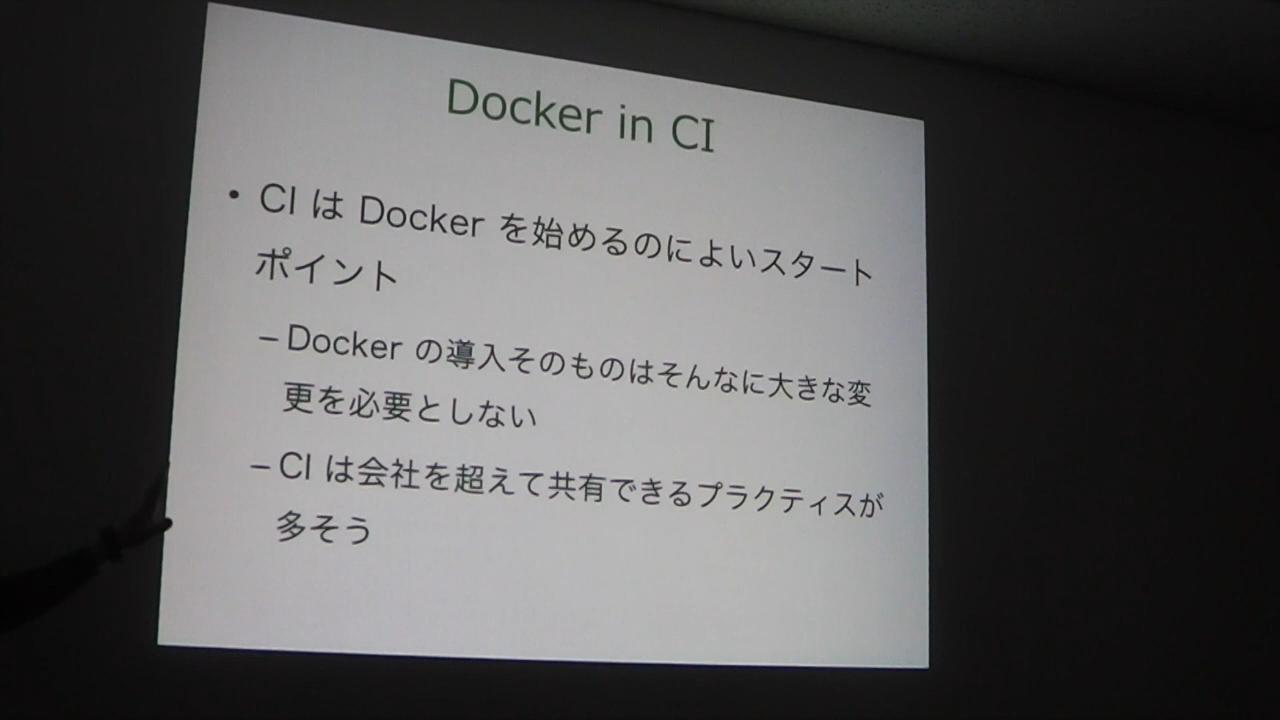 Docker in CI
• CI は Docker を始めるのによいスタート
ポイント
– Docker の導入そのものはそんなに大きな変
更を必要としない
– CI は会社を超えて共有できるプラクティスが
多そう